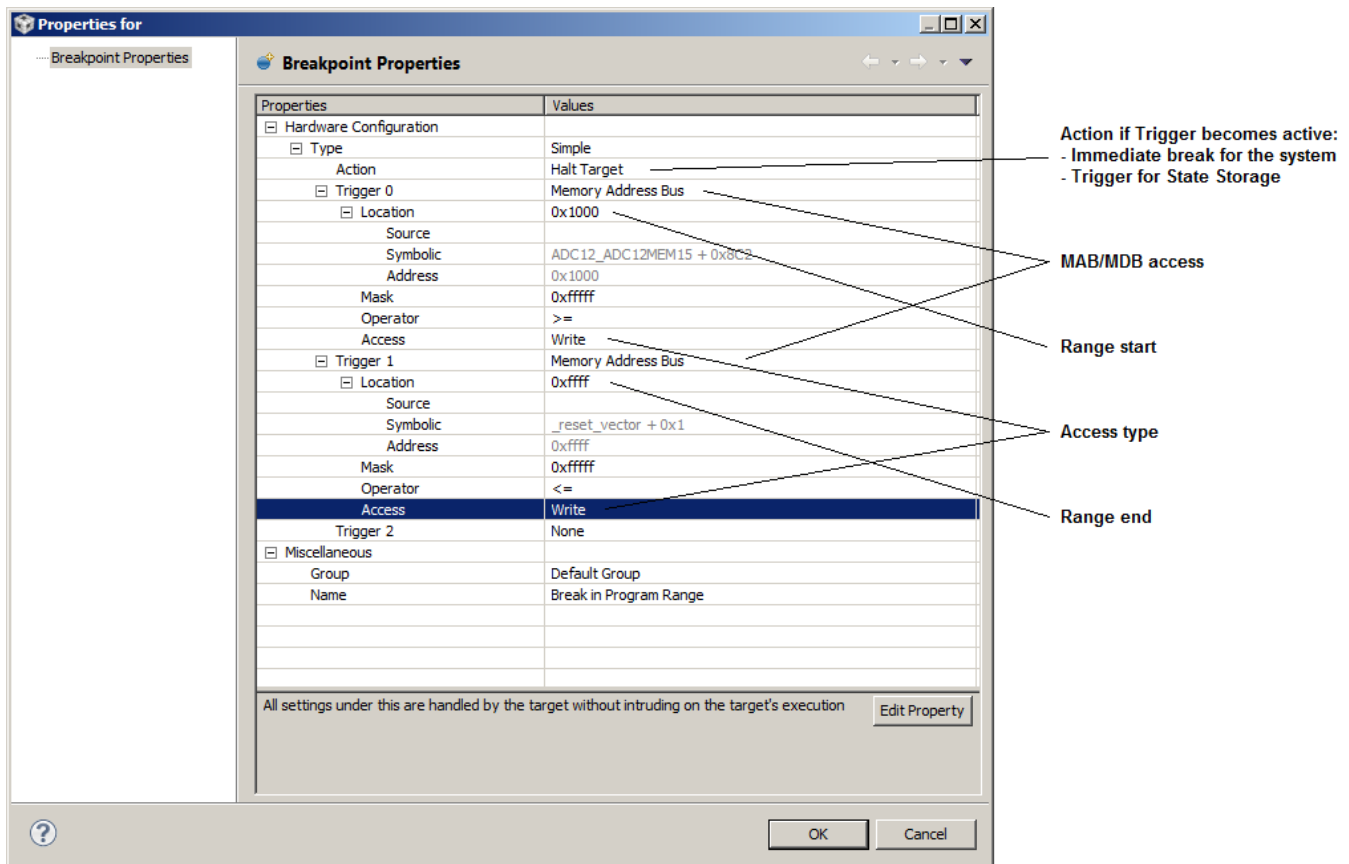 Properties for
Breakpoint Properties
Breakpoint Properties
Properties Values
Hardware Configuration
Type Simple
Action Halt Target
Trigger 0 Memory Address Bus
Location 0x1000
Source
Symbolic ADC12_ADC12MEM15 + 0x8C2
Address 0x1000
Mask 0xfffff
Operator >=
Access Write
Trigger 1 Memory Address Bus
Location 0xffff
Source
Symbolic _reset_vector + 0x1
Address 0xffff
Mask 0xfffff
Operator <=
Access Write
Trigger 2 None
Miscellaneous
Group Default Group
Name Break in Program Range
All settings under this are handled by the target without intruding on the target's execution
Edit Property
OK Cancel
Action if Trigger becomes active:
- Immediate break for the system
- Trigger for State Storage
MAB/MDB access
Range start
Access type
Range end